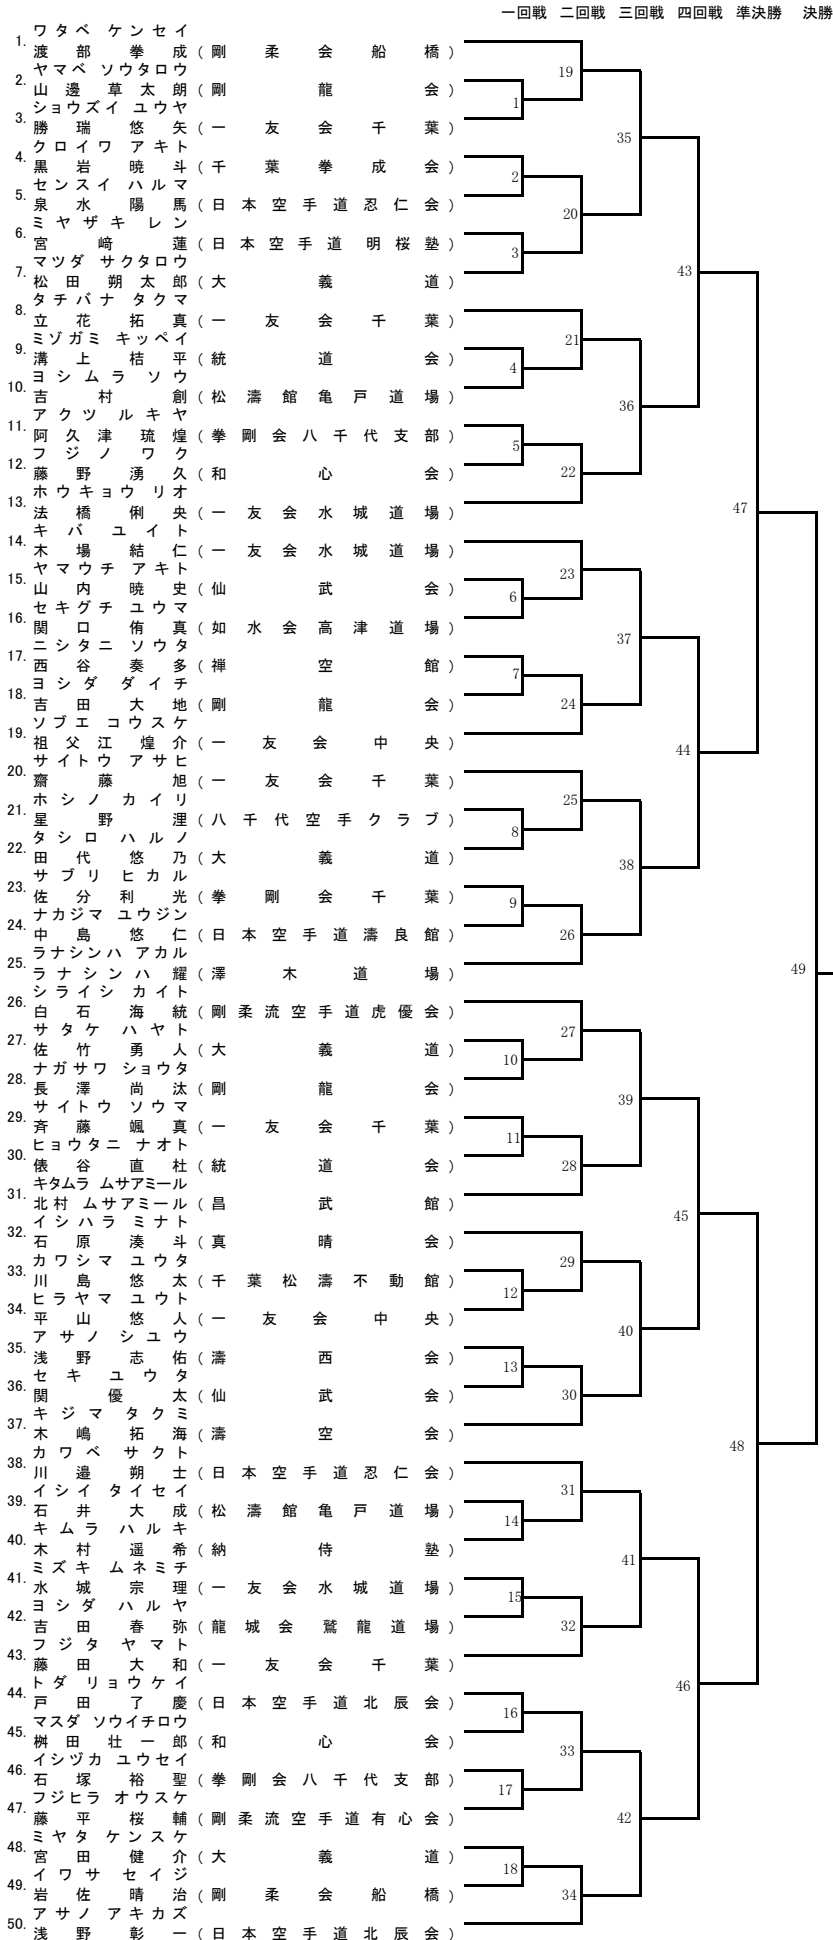 一回戦 二回戦 三回戦 四回戦 準決勝 決勝
ワタベ ケンセイ
1. 渡部拳成(剛柔会船橋)
ヤマベ ソウタロウ
2. 山邊草太朗(剛龍会)
ショウズイ ユウヤ
3. 勝瑞悠矢(一友会千葉)
クロイワ アキト
4. 黒岩暁斗(千葉拳成会)
センスイ ハルマ
5. 泉水陽馬(日本空手道忍仁会)
ミヤザキ レン
6. 宮﨑蓮(日本空手道 明桜塾)
マツダ サクタロウ
7. 松田朔太郎(大義道)
タチバナ タクマ
8. 立花拓真(一友会千葉)
ミゾガミ キッペイ
9. 溝上桔平(統道会)
ヨシムラ ソウ
10. 吉村創(松濤館亀戸道場)
アクツ ルキヤ
11. 阿久津琉煌(拳剛会八千代支部)
フジノ ワク
12. 藤野湧久(和心会)
ホウキョウ リオ
13. 法橋俐央(一友会水城道場)
キバ ユイト
14. 木場結仁(一友会水城道場)
ヤマウチ アキト
15. 山内暁史(仙武会)
セキグチ ユウマ
16. 関口侑真(如水会高津道場)
ニシタニ ソウタ
17. 西谷奏多(禅空館)
ヨシダ ダイチ
18. 吉田大地(剛龍会)
ソブエ コウスケ
19. 祖父江煌介(一友会中央)
サイトウ アサヒ
20. 齋藤旭(一友会千葉)
ホシノ カイリ
21. 星野浬(八千代空手クラブ)
タシロ ハルノ
22. 田代悠乃(大義道)
サブリ ヒカル
23. 佐分利光(拳剛会千葉)
ナカジマ ユウジン
24. 中島悠仁(日本空手道濤良館)
ラナシンハ アカル
25. ラナシンハ耀(澤木道場)
シライシ カイト
26. 白石海統(剛柔流空手道虎優会)
サタケ ハヤト
27. 佐竹勇人(大義道)
ナガサワ ショウタ
28. 長澤尚汰(剛龍会)
サイトウ ソウマ
29. 斉藤颯真(一友会千葉)
ヒョウタニ ナオト
30. 俵谷直杜(統道会)
キタムラ ムサアミール
31. 北村 ムサアミール(昌武館)
イシハラ ミナト
32. 石原湊斗(真晴会)
カワシマ ユウタ
33. 川島悠太(千葉松濤不動館)
ヒラヤマ ユウト
34. 平山悠人(一友会中央)
アサノ シユウ
35. 浅野志佑(濤西会)
セキ ユウタ
36. 関優太(仙武会)
キジマ タクミ
37. 木嶋拓海(濤空会)
カワベ サクト
38. 川邉朔士(日本空手道忍仁会)
イシイ タイセイ
39. 石井大成(松濤館亀戸道場)
キムラ ハルキ
40. 木村遥希(納侍塾)
ミズキ ムネミチ
41. 水城宗理(一友会水城道場)
ヨシダ ハルヤ
42. 吉田春弥(龍城会 鷲龍道場)
フジタ ヤマト
43. 藤田大和(一友会千葉)
トダ リョウケイ
44. 戸田了慶(日本空手道北辰会)
マスダ ソウイチロウ
45. 桝田壮一郎(和心会)
イシヅカ ユウセイ
46. 石塚裕聖(拳剛会八千代支部)
フジヒラ オウスケ
47. 藤平桜輔(剛柔流空手道有心会)
ミヤタ ケンスケ
48. 宮田健介(大義道)
イワサ セイジ
49. 岩佐晴治(剛柔会船橋)
アサノ アキカズ
50. 浅野彰一(日本空手道北辰会)
1
2
3
4
5
6
7
8
9
10
11
12
13
14
15
16
17
18
19
20
21
22
23
24
25
26
27
28
29
30
31
32
33
34
35
36
37
38
39
40
41
42
43
44
45
46
47
48
49